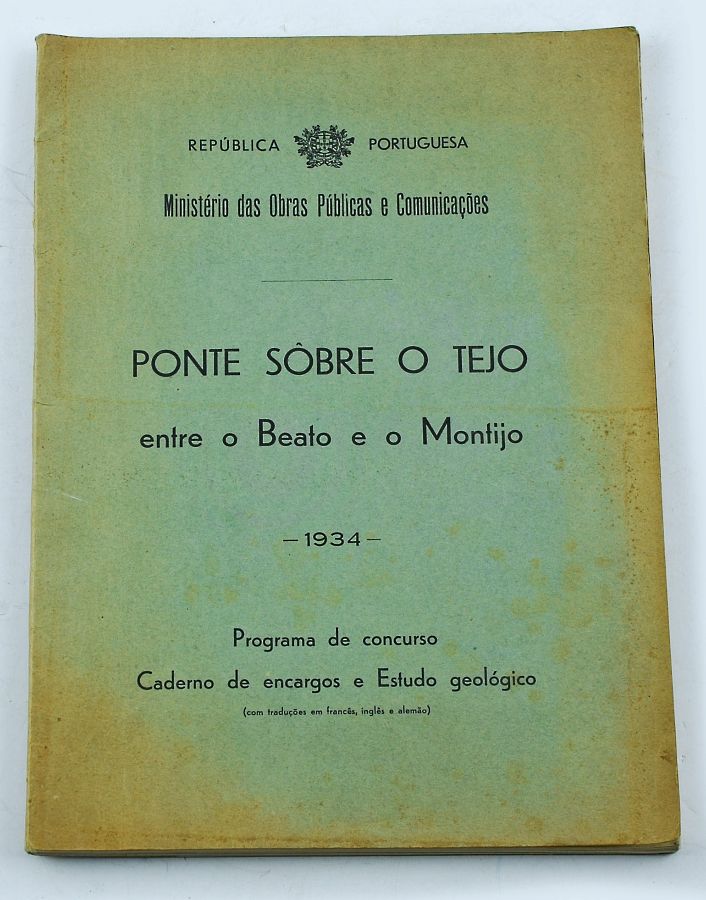 REPÚBLICA PORTUGUESA
Ministério das Obras Públicas e Comunicações
PONTE SÔBRE O TEJO
entre o Beato e o Montijo
— 1934 —
Programa de concurso
Caderno de encargos e Estudo geológico
(com traduções em francês, inglês e alemão)